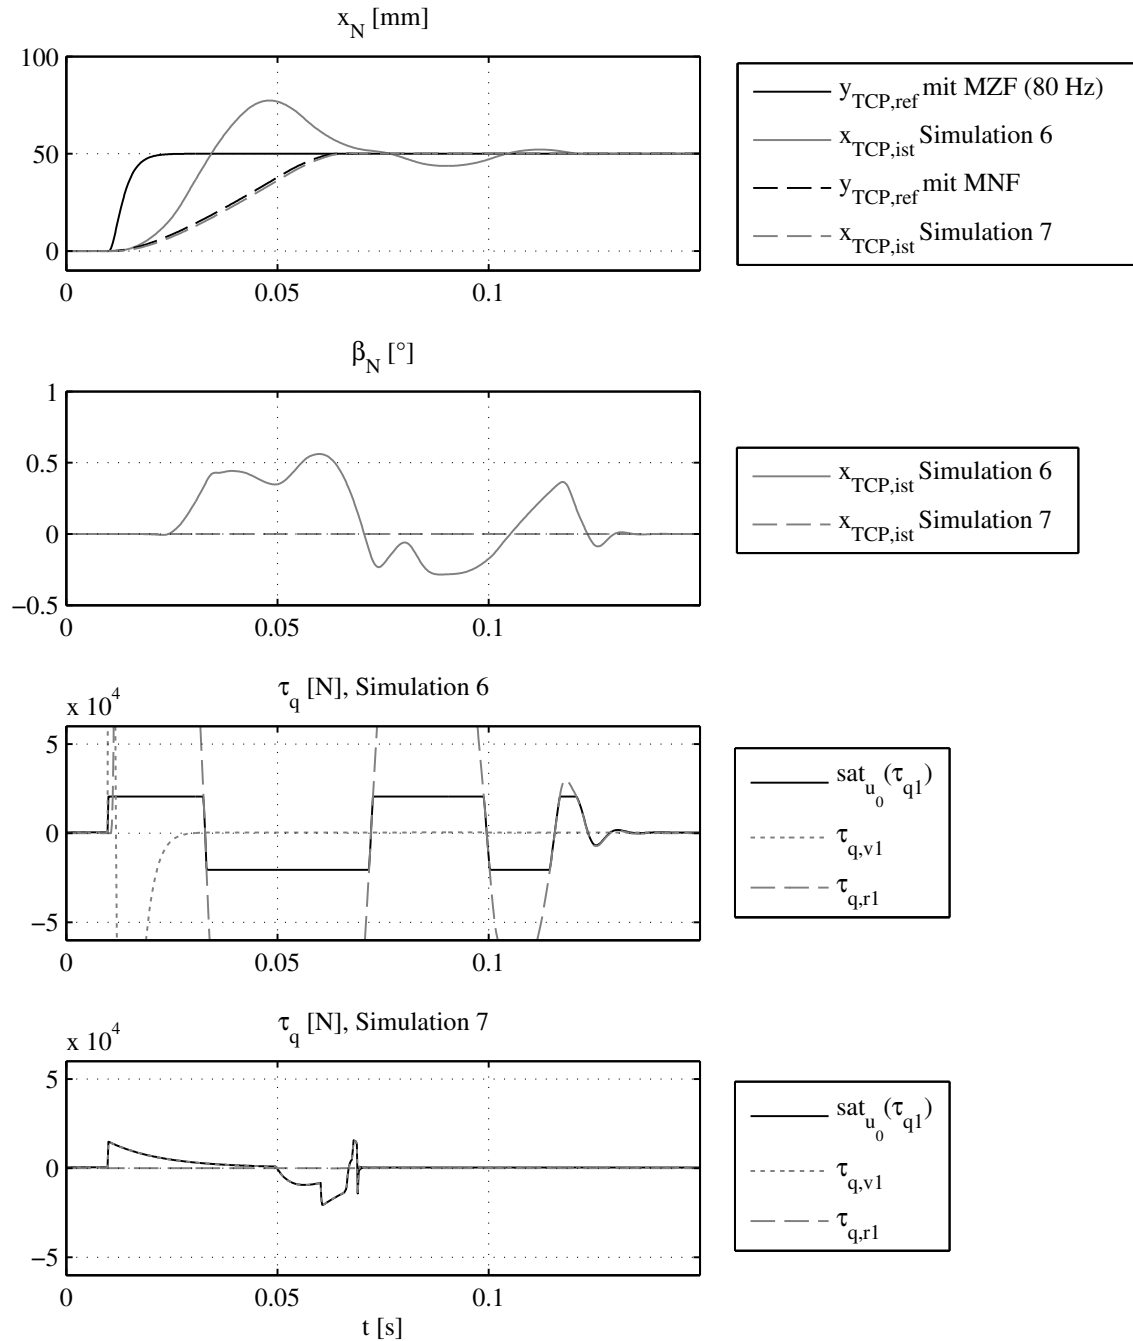 x_N [mm]
100
50
0
0 0.05 0.1
y_TCP,ref mit MZF (80 Hz)
x_TCP,ist Simulation 6
y_TCP,ref mit MNF
x_TCP,ist Simulation 7
β_N [°]
1
0.5
0
−0.5
0 0.05 0.1
x_TCP,ist Simulation 6
x_TCP,ist Simulation 7
τ_q [N], Simulation 6
x 10^4
5
0
−5
0 0.05 0.1
sat_u_0(τ_q1)
τ_q,v1
τ_q,r1
τ_q [N], Simulation 7
x 10^4
5
0
−5
0 0.05 0.1
t [s]
sat_u_0(τ_q1)
τ_q,v1
τ_q,r1